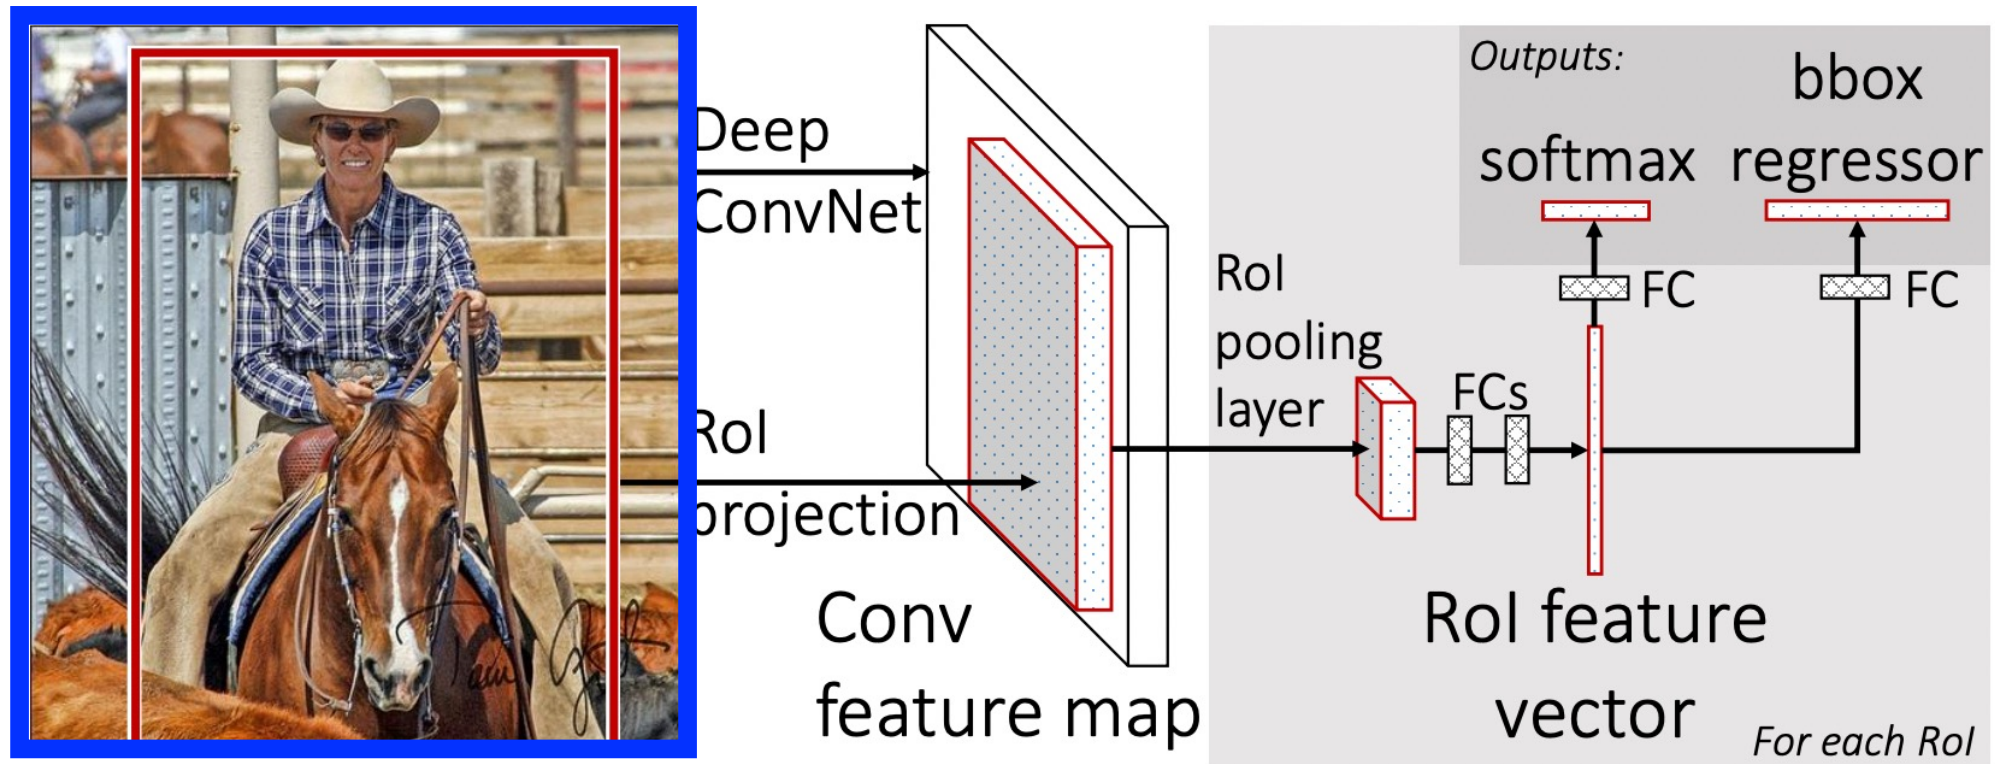 Deep
ConvNet
RoI
projection
Conv
feature map
RoI
pooling
layer
FCs
RoI feature
vector
For each RoI
Outputs:
softmax
bbox
regressor
FC
FC